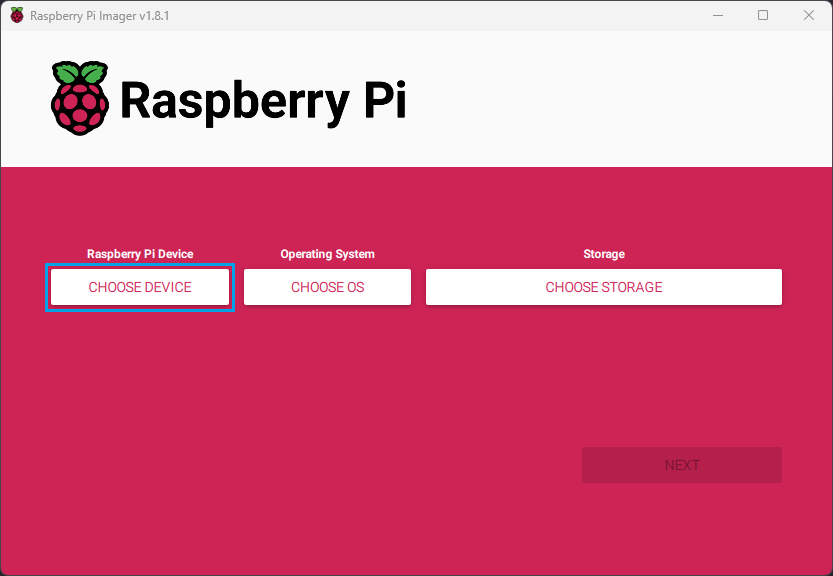 Raspberry Pi Imager v1.8.1
Raspberry Pi
Raspberry Pi Device
Operating System
Storage
CHOOSE DEVICE
CHOOSE OS
CHOOSE STORAGE
NEXT